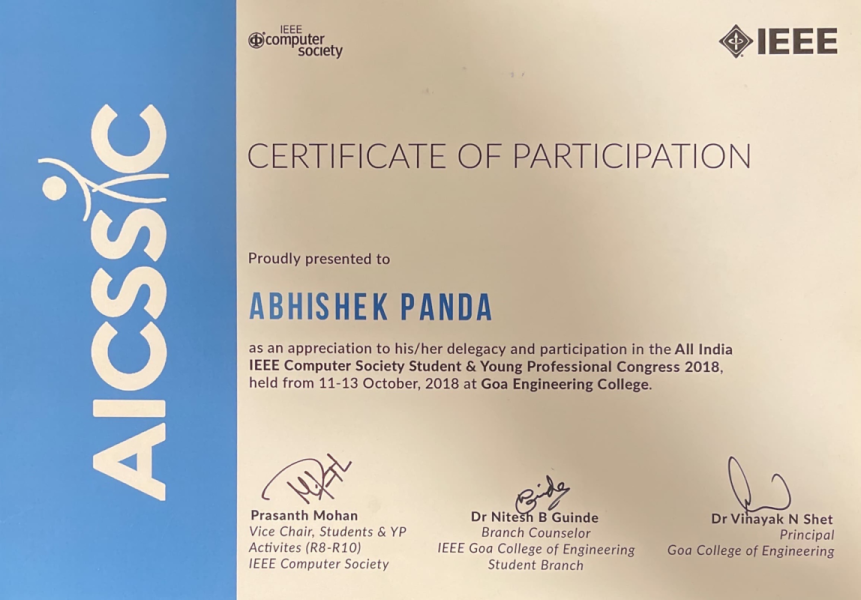 IEEE
computer
society
IEEE
AICSSYC
CERTIFICATE OF PARTICIPATION
Proudly presented to
ABHISHEK PANDA
as an appreciation to his/her delegacy and participation in the All India
IEEE Computer Society Student & Young Professional Congress 2018,
held from 11-13 October, 2018 at Goa Engineering College.
Prasanth Mohan
Vice Chair, Students & YP
Activites (R8-R10)
IEEE Computer Society
Dr Nitesh B Guinde
Branch Counselor
IEEE Goa College of Engineering
Student Branch
Dr Vinayak N Shet
Principal
Goa College of Engineering